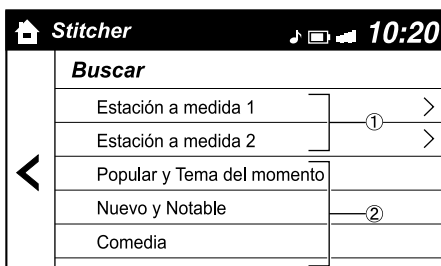 Stitcher 10:20
Buscar
Estación a medida 1
①
Estación a medida 2
Popular y Tema del momento
Nuevo y Notable
②
Comedia